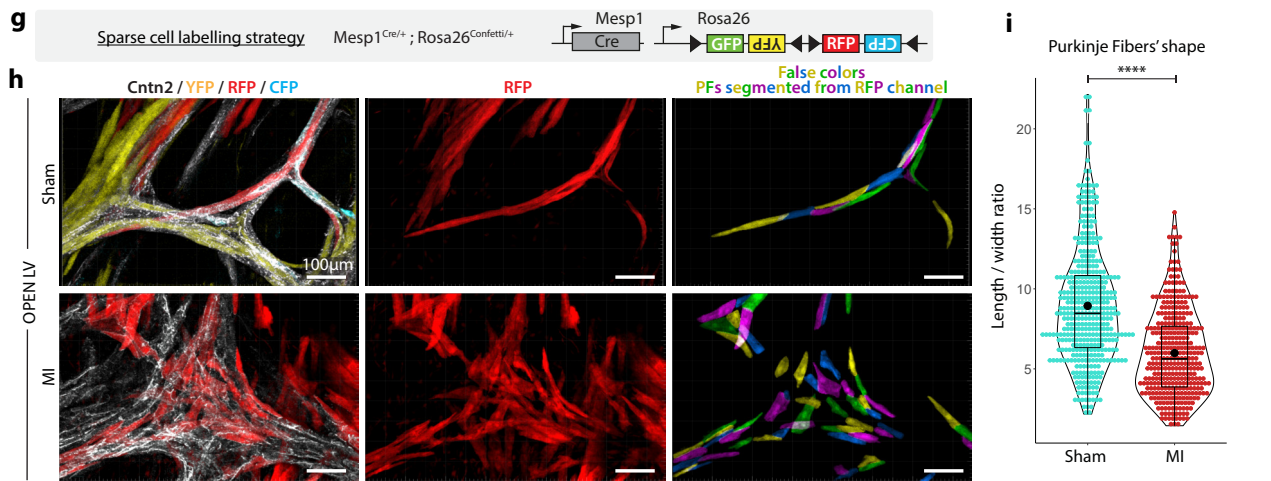 g
Sparse cell labelling strategy
Mesp1Cre/+ ; Rosa26Confetti/+
Mesp1
Cre
Rosa26
GFP
YFP
RFP
CFP
h
Cntn2 / YFP / RFP / CFP
RFP
False colors
PFs segmented from RFP channel
OPEN LV
Sham
100µm
MI
i
Purkinje Fibers’ shape
****
Length / width ratio
20
15
10
5
Sham
MI